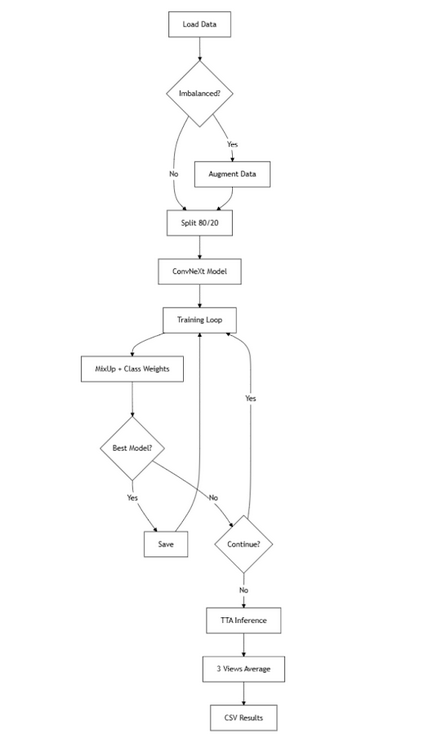 Load Data
Imbalanced?
Yes
No
Augment Data
Split 80/20
ConvNeXt Model
Training Loop
MixUp + Class Weights
Yes
Best Model?
Yes
No
Save
Continue?
No
TTA Inference
3 Views Average
CSV Results